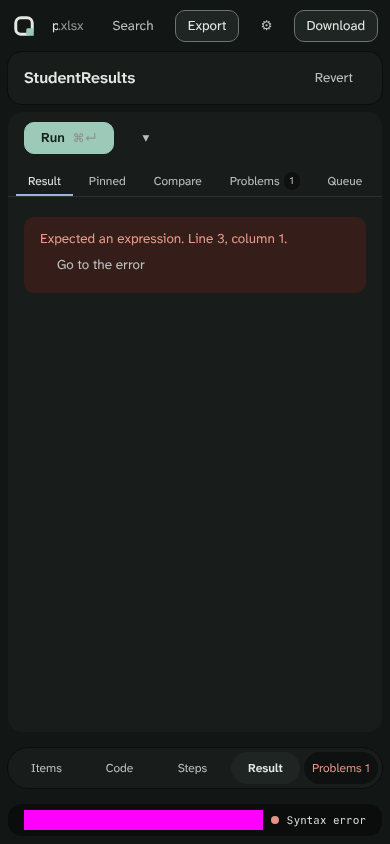 .xlsx Search Export Download
StudentResults Revert
Run
Result Pinned Compare Problems 1 Queue
Expected an expression. Line 3, column 1.
Go to the error
Items Code Steps Result Problems 1
Syntax error